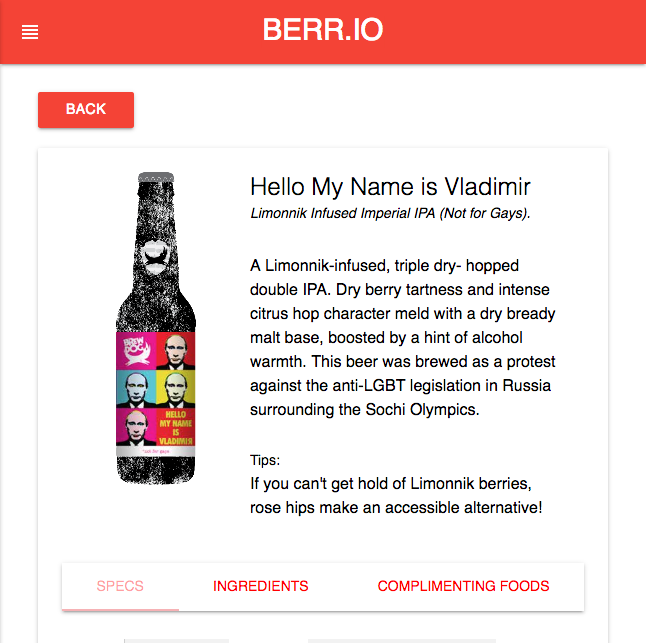 BERR.IO
BACK
Hello My Name is Vladimir
Limonnik Infused Imperial IPA (Not for Gays).
A Limonnik-infused, triple dry- hopped
double IPA. Dry berry tartness and intense
citrus hop character meld with a dry bready
malt base, boosted by a hint of alcohol
warmth. This beer was brewed as a protest
against the anti-LGBT legislation in Russia
surrounding the Sochi Olympics.
BREW
DOG
HELLO
MY NAME
IS
VLADIMIR
Tips:
If you can't get hold of Limonnik berries,
rose hips make an accessible alternative!
SPECS
INGREDIENTS
COMPLIMENTING FOODS